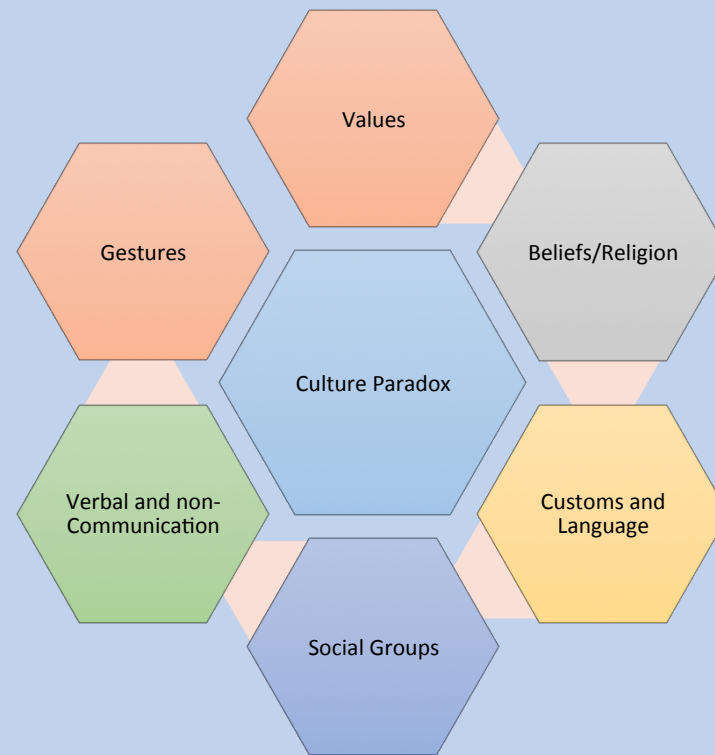 Values
Gestures
Beliefs/Religion
Culture Paradox
Verbal and non-
Communication
Customs and
Language
Social Groups